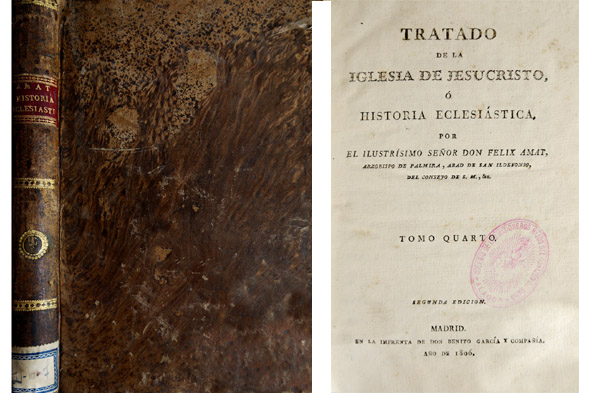 AMAT
HISTORIA
ECLESIASTI
TRATADO
DE LA
IGLESIA DE JESUCRISTO,
Ó
HISTORIA ECLESIÁSTICA,
POR
EL ILUSTRÍSIMO SEÑOR DON FELIX AMAT,
ARZOBISPO DE PALMIRA, ABAD DE SAN ILDEFONSO,
DEL CONSEJO DE S. M., &c.
TOMO QUARTO.
SEGUNDA EDICION.
MADRID.
EN LA IMPRENTA DE DON BENITO GARCÍA Y COMPAÑÍA.
AÑO DE 1806.